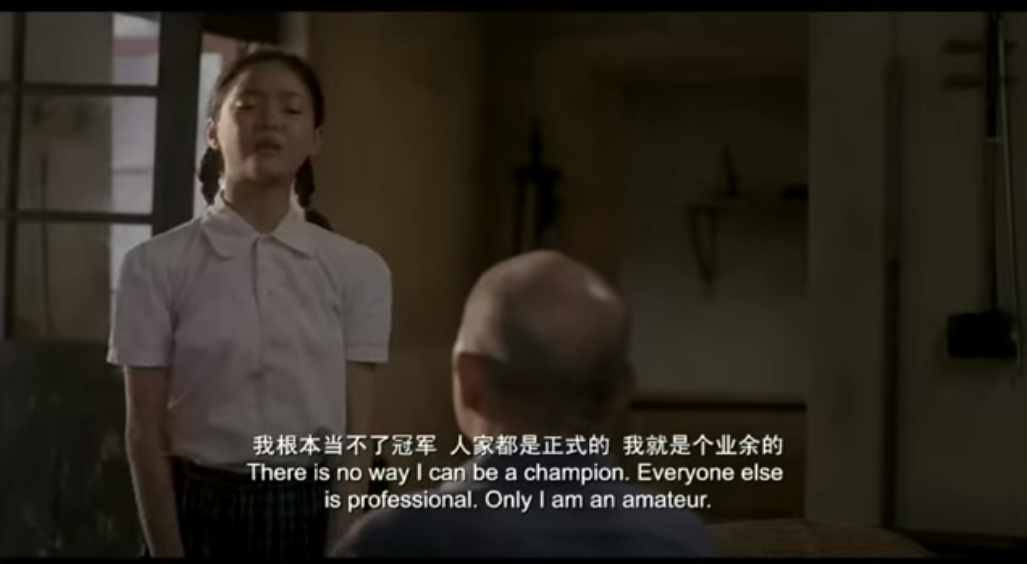 我根本当不了冠军 人家都是正式的 我就是个业余的
There is no way I can be a champion. Everyone else
is professional. Only I am an amateur.